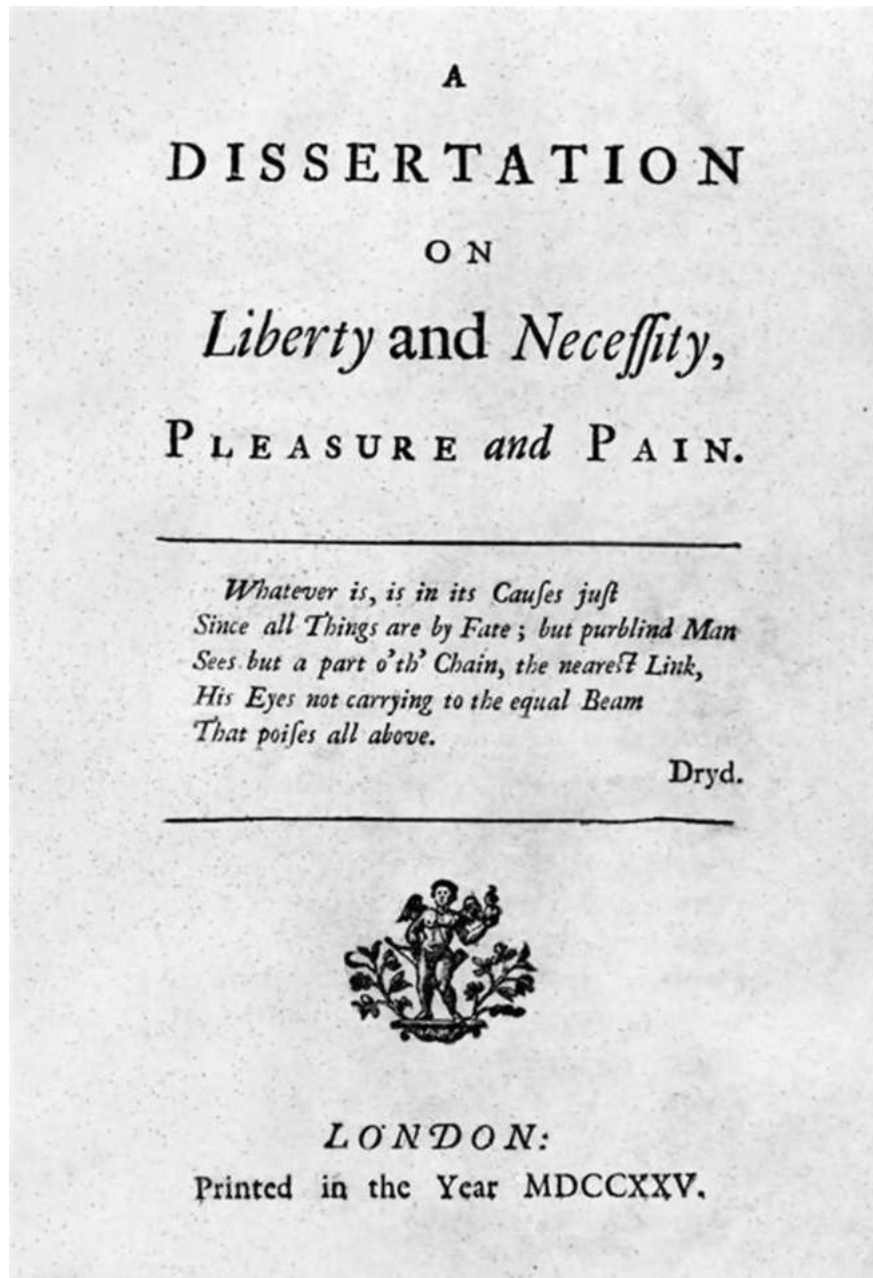 A
DISSERTATION
ON
Liberty and Neceſſity,
PLEASURE and PAIN.
Whatever is, is in its Cauſes juſt
Since all Things are by Fate; but purblind Man
Sees but a part o'th' Chain, the neareſt Link,
His Eyes not carrying to the equal Beam
That poiſes all above.
Dryd.
LONDON:
Printed in the Year MDCCXXV.